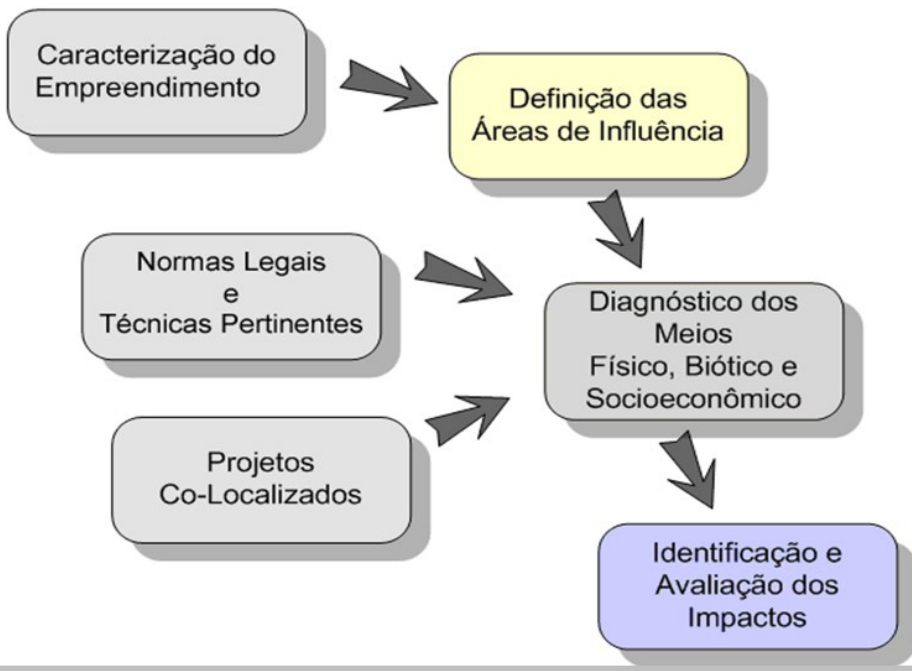 Caracterização do
Empreendimento
Definição das
Áreas de Influência
Normas Legais
e
Técnicas Pertinentes
Diagnóstico dos
Meios
Físico, Biótico e
Socioeconômico
Projetos
Co-Localizados
Identificação e
Avaliação dos
Impactos